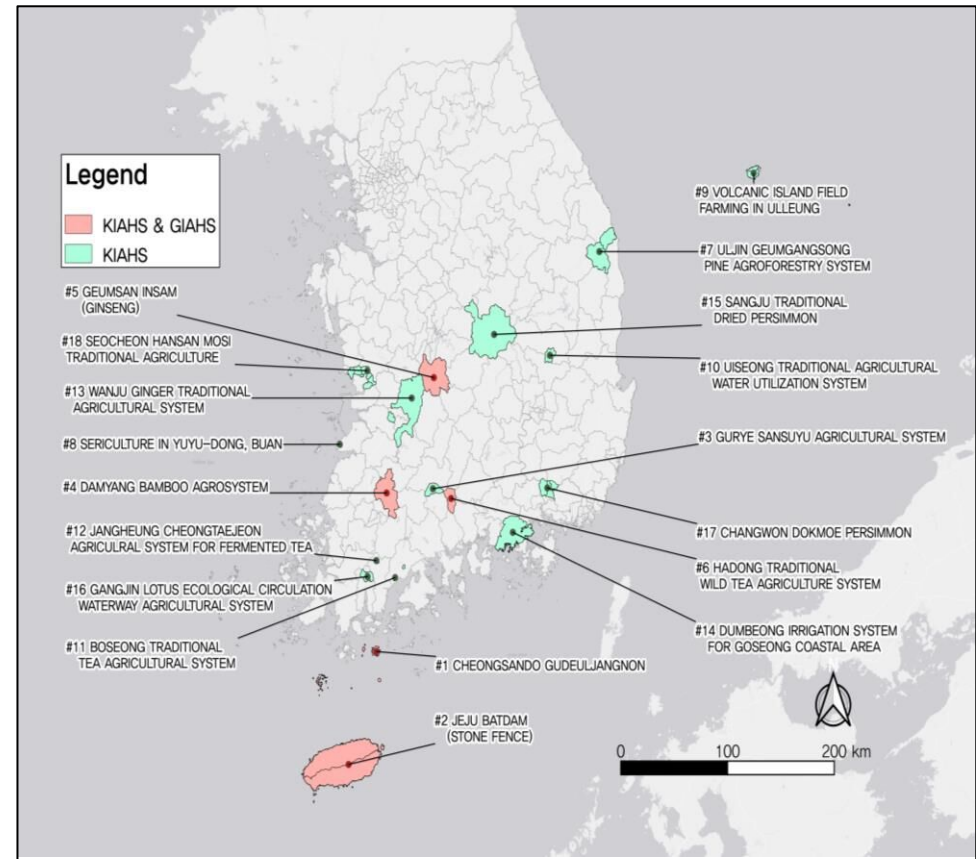 Legend
KIAHS & GIAHS
KIAHS
#5 GEUMSAN INSAM
(GINSENG)
#18 SEOCHEON HANSAN MOSI
TRADITIONAL AGRICULTURE
#13 WANJU GINGER TRADITIONAL
AGRICULTURAL SYSTEM
#8 SERICULTURE IN YUYU-DONG, BUAN
#4 DAMYANG BAMBOO AGROSYSTEM
#12 JANGHEUNG CHEONGTAEJEON
AGRICULRAL SYSTEM FOR FERMENTED TEA
#16 GANGJIN LOTUS ECOLOGICAL CIRCULATION
WATERWAY AGRICULTURAL SYSTEM
#11 BOSEONG TRADITIONAL
TEA AGRICULTURAL SYSTEM
#9 VOLCANIC ISLAND FIELD
FARMING IN ULLEUNG
#7 ULJIN GEUMGANGSONG
PINE AGROFORESTRY SYSTEM
#15 SANGJU TRADITIONAL
DRIED PERSIMMON
#10 UISEONG TRADITIONAL AGRICULTURAL
WATER UTILIZATION SYSTEM
#3 GURYE SANSUYU AGRICULTURAL SYSTEM
#17 CHANGWON DOKMOE PERSIMMON
#6 HADONG TRADITIONAL
WILD TEA AGRICULTURE SYSTEM
#14 DUMBEONG IRRIGATION SYSTEM
FOR GOSEONG COASTAL AREA
#1 CHEONGSANDO GUDEULJANGNON
#2 JEJU BATDAM
(STONE FENCE)
N
0 100 200 km